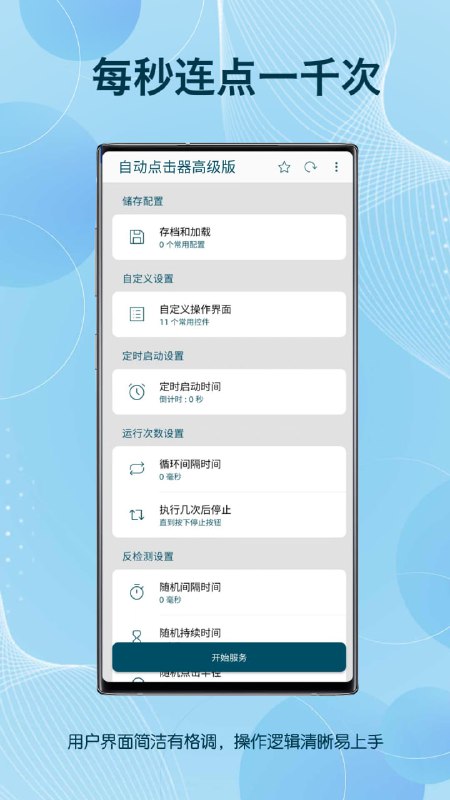 每秒连点一千次
自动点击器高级版
储存配置
存档和加载
0 个常用配置
自定义设置
自定义操作界面
11 个常用控件
定时启动设置
定时启动时间
倒计时 : 0 秒
运行次数设置
循环间隔时间
0 毫秒
执行几次后停止
直到按下停止按钮
反检测设置
随机间隔时间
0 毫秒
随机持续时间
开始服务
随机点击半径
用户界面简洁有格调，操作逻辑清晰易上手